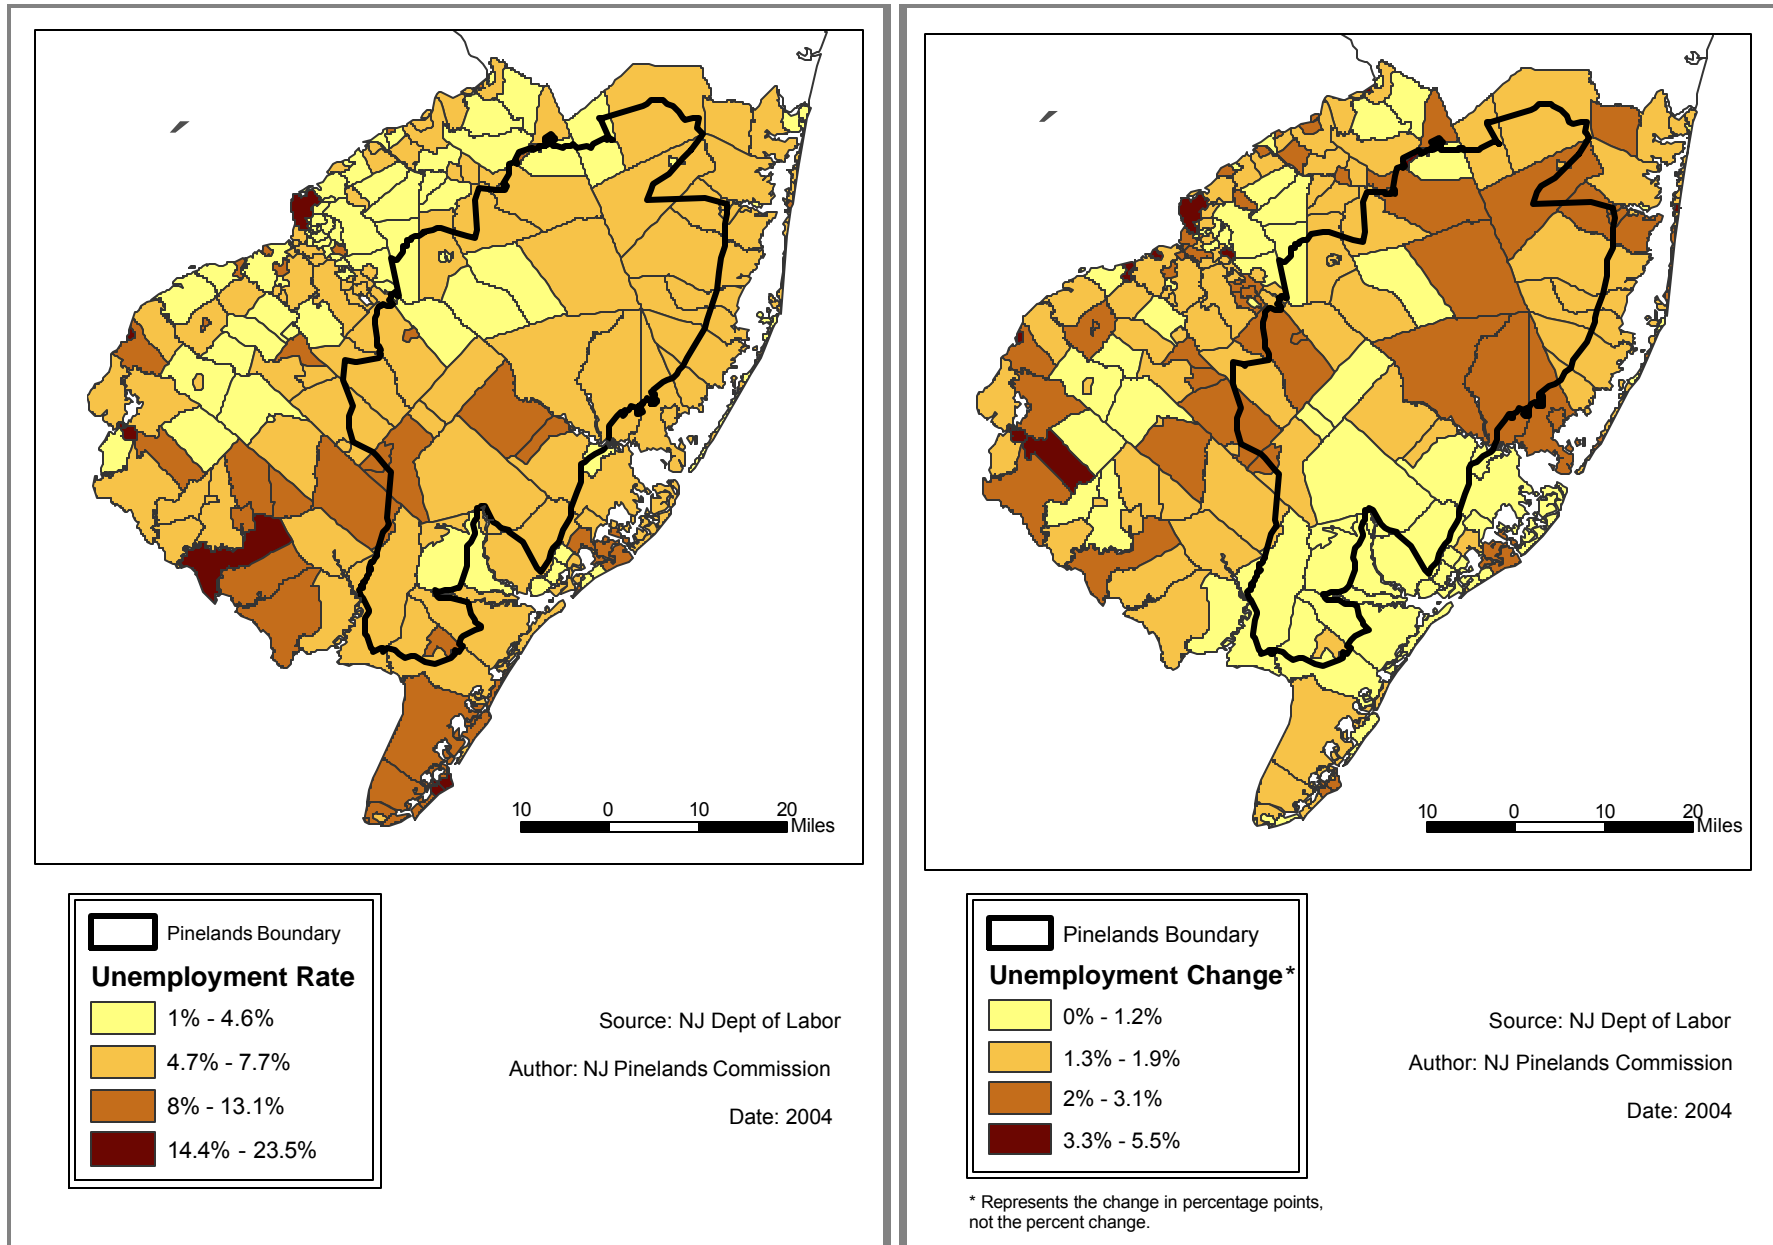 10 0 10 20
Miles
Pinelands Boundary
Unemployment Rate
1% - 4.6%
4.7% - 7.7%
8% - 13.1%
14.4% - 23.5%
Source: NJ Dept of Labor
Author: NJ Pinelands Commission
Date: 2004
10 0 10 20
Miles
Pinelands Boundary
Unemployment Change*
0% - 1.2%
1.3% - 1.9%
2% - 3.1%
3.3% - 5.5%
* Represents the change in percentage points,
not the percent change.
Source: NJ Dept of Labor
Author: NJ Pinelands Commission
Date: 2004